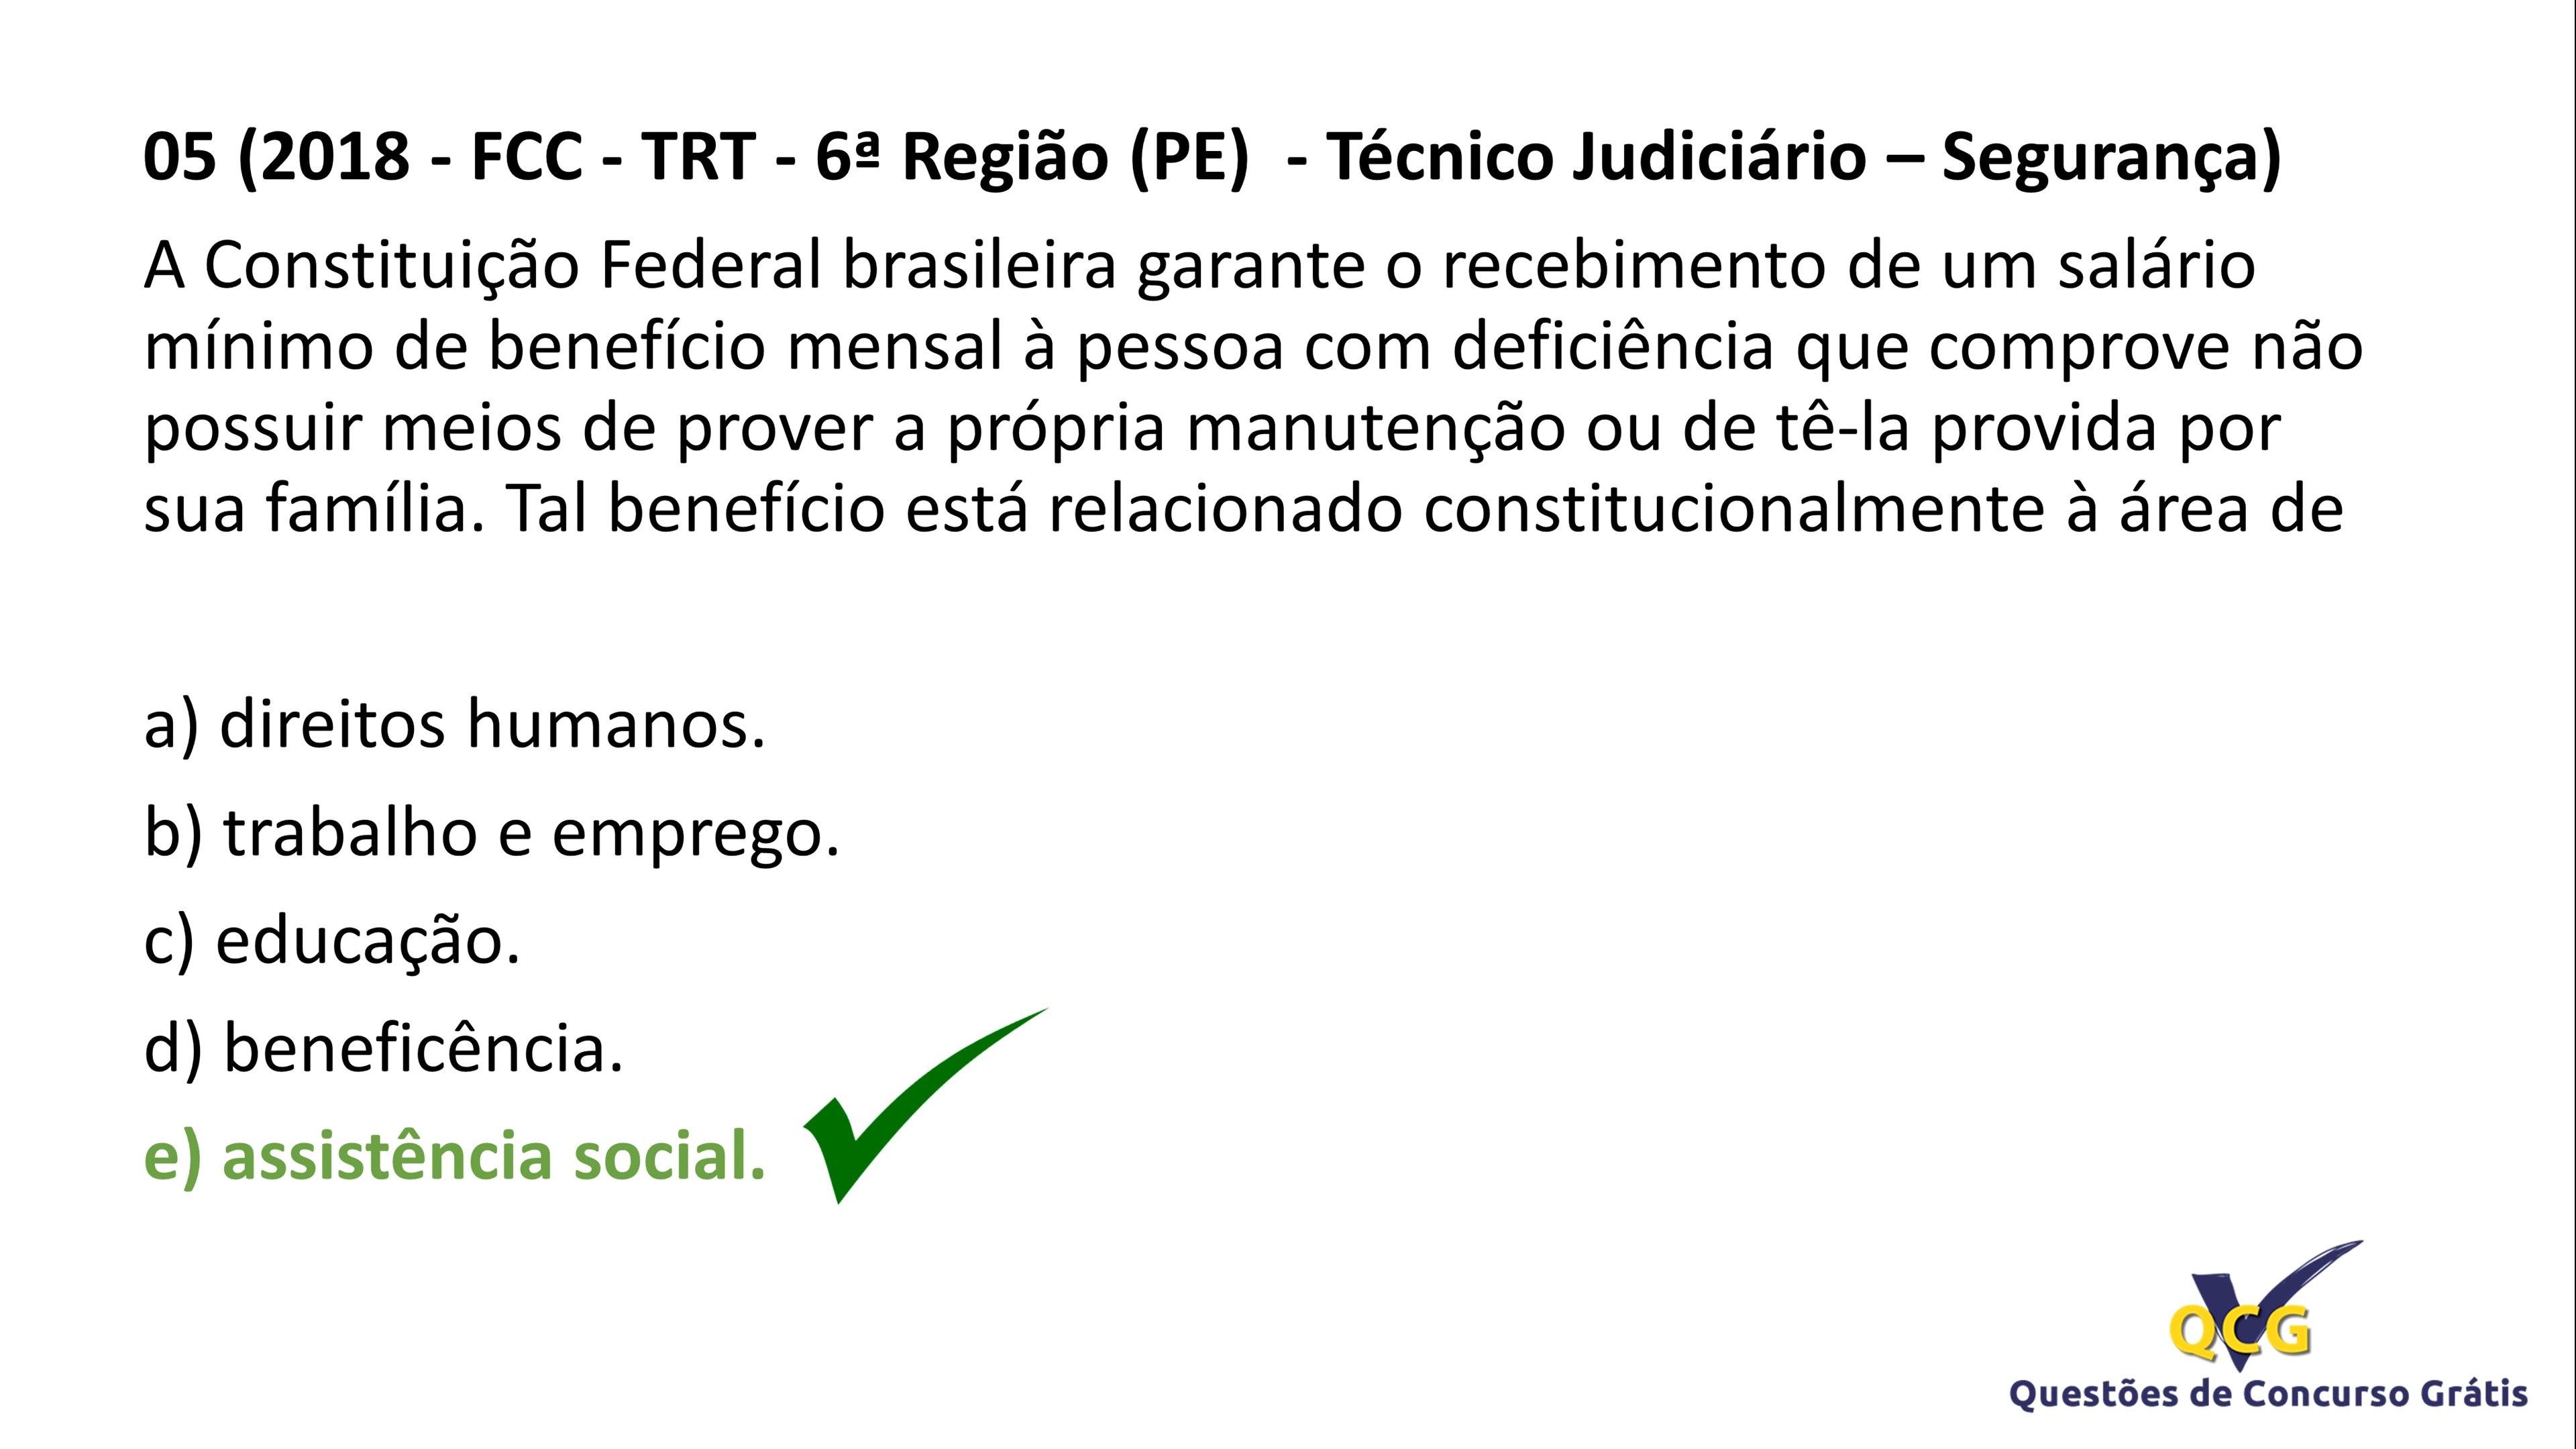 05 (2018 - FCC - TRT - 6ª Região (PE)  - Técnico Judiciário – Segurança)
A Constituição Federal brasileira garante o recebimento de um salário
mínimo de benefício mensal à pessoa com deficiência que comprove não
possuir meios de prover a própria manutenção ou de tê-la provida por
sua família. Tal benefício está relacionado constitucionalmente à área de
a) direitos humanos.
b) trabalho e emprego.
c) educação.
d) beneficência.
e) assistência social.
QCG
Questões de Concurso Grátis